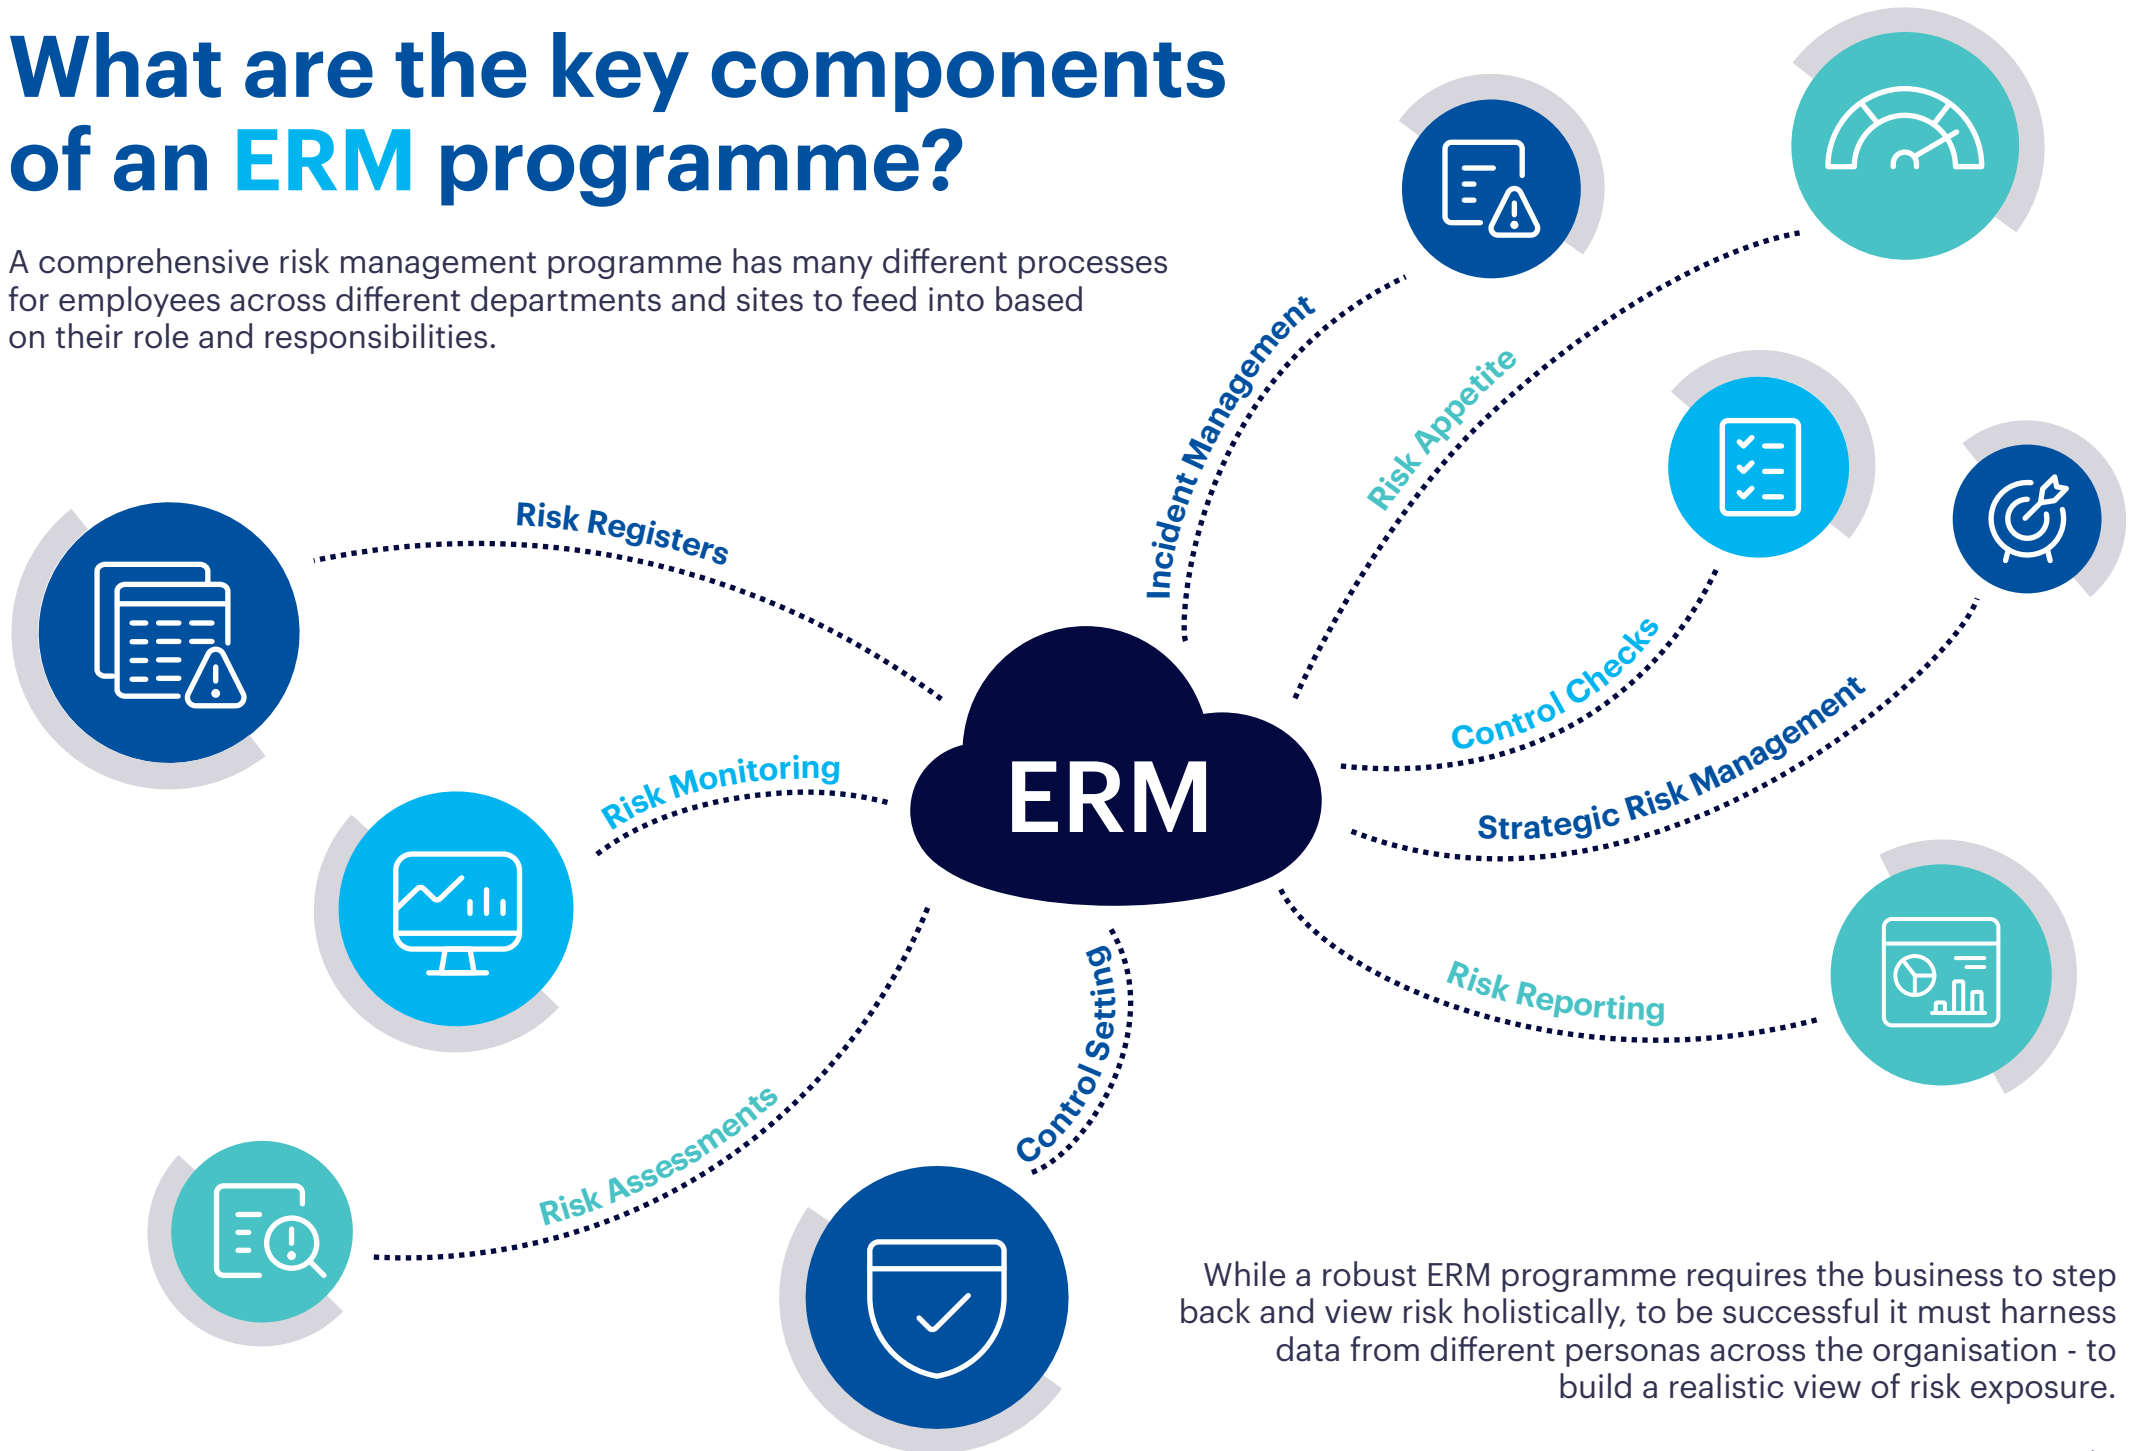 What are the key components
of an ERM programme?
A comprehensive risk management programme has many different processes
for employees across different departments and sites to feed into based
on their role and responsibilities.
Incident Management
Risk Appetite
Risk Registers
Control Checks
Strategic Risk Management
Risk Monitoring
ERM
Risk Reporting
Control Setting
Risk Assessments
While a robust ERM programme requires the business to step
back and view risk holistically, to be successful it must harness
data from different personas across the organisation - to
build a realistic view of risk exposure.